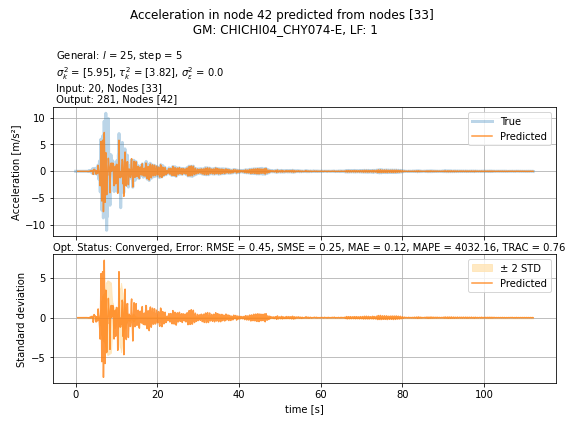 Acceleration in node 42 predicted from nodes [33]
GM: CHICHI04_CHY074-E, LF: 1
General: l = 25, step = 5
σ²ₖ = [5.95], τ²ₖ = [3.82], σ²ε = 0.0
Input: 20, Nodes [33]
Output: 281, Nodes [42]
Acceleration [m/s²]
10
5
0
−5
−10
True
Predicted
Opt. Status: Converged, Error: RMSE = 0.45, SMSE = 0.25, MAE = 0.12, MAPE = 4032.16, TRAC = 0.76
Standard deviation
5
0
−5
± 2 STD
Predicted
0 20 40 60 80 100
time [s]